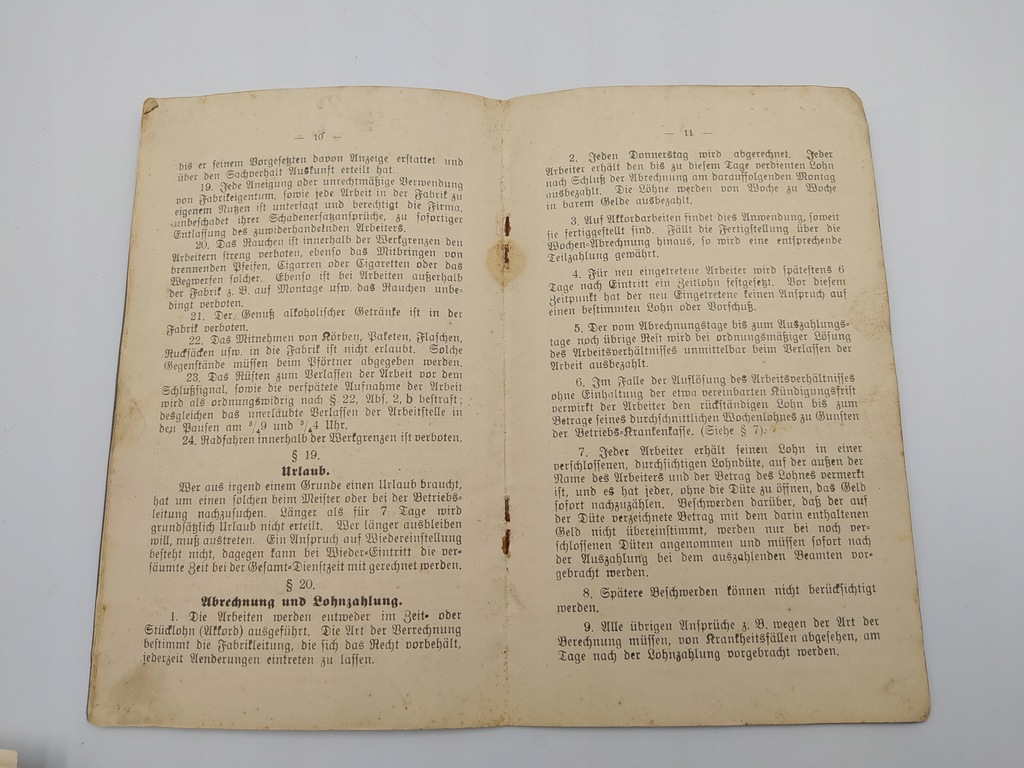 — 10 —
bis er seinem Vorgesetzten davon Anzeige erstattet und
über den Sachverhalt Auskunft erteilt hat.
19. Jede Aneigung oder unrechtmäßige Verwendung
von Fabrikeigentum, sowie jede Arbeit in der Fabrik zu
eigenem Nutzen ist untersagt und berechtigt die Firma,
unbeschadet ihrer Schadenersatzansprüche, zu sofortiger
Entlassung des zuwiderhandelnden Arbeiters.
20. Das Rauchen ist innerhalb der Werkgrenzen den
Arbeitern streng verboten, ebenso das Mitbringen von
brennenden Pfeifen, Cigarren oder Cigaretten oder das
Wegwerfen solcher. Ebenso ist bei Arbeiten außerhalb
der Fabrik z. B. auf Montage usw. das Rauchen unbe-
dingt verboten.
21. Der Genuß alkoholischer Getränke ist in der
Fabrik verboten.
22. Das Mitnehmen von Körben, Paketen, Flaschen,
Rucksäcken usw. in die Fabrik ist nicht erlaubt. Solche
Gegenstände müssen beim Pförtner abgegeben werden.
23. Das Rüsten zum Verlassen der Arbeit vor dem
Schlußsignal, sowie die verspätete Aufnahme der Arbeit
wird als ordnungswidrig nach § 22, Abs. 2, b bestraft;
desgleichen das unerlaubte Verlassen der Arbeitstelle in
den Pausen am ³/₄9 und ³/₄4 Uhr.
24. Radfahren innerhalb der Werkgrenzen ist verboten.
§ 19.
Urlaub.
Wer aus irgend einem Grunde einen Urlaub braucht,
hat um einen solchen beim Meister oder bei der Betriebs-
leitung nachzusuchen. Länger als für 7 Tage wird
grundsätzlich Urlaub nicht erteilt. Wer länger ausbleiben
will, muß austreten. Ein Anspruch auf Wiedereinstellung
besteht nicht, dagegen kann bei Wieder-Eintritt die ver-
säumte Zeit bei der Gesamt-Dienstzeit mit gerechnet werden.
§ 20.
Abrechnung und Lohnzahlung.
1. Die Arbeiten werden entweder im Zeit- oder
Stücklohn (Akkord) ausgeführt. Die Art der Verrechnung
bestimmt die Fabrikleitung, die sich das Recht vorbehält,
jederzeit Aenderungen eintreten zu lassen.
— 11 —
2. Jeden Donnerstag wird abgerechnet. Jeder
Arbeiter erhält den bis zu diesem Tage verdienten Lohn
nach Schluß der Abrechnung am darauffolgenden Montag
ausbezahlt. Die Löhne werden von Woche zu Woche
in barem Gelde ausbezahlt.
3. Auf Akkordarbeiten findet dies Anwendung, soweit
sie fertiggestellt sind. Fällt die Fertigstellung über die
Wochen-Abrechnung hinaus, so wird eine entsprechende
Teilzahlung gewährt.
4. Für neu eingetretene Arbeiter wird spätestens 6
Tage nach Eintritt ein Zeitlohn festgesetzt. Vor diesem
Zeitpunkt hat der neu Eingetretene keinen Anspruch auf
einen bestimmten Lohn oder Vorschuß.
5. Der vom Abrechnungstage bis zum Auszahlungs-
tage noch übrige Rest wird bei ordnungsmäßiger Lösung
des Arbeitsverhältnisses unmittelbar beim Verlassen der
Arbeit ausbezahlt.
6. Im Falle der Auflösung des Arbeitsverhältnisses
ohne Einhaltung der etwa vereinbarten Kündigungsfrist
verwirkt der Arbeiter den rückständigen Lohn bis zum
Betrage seines durchschnittlichen Wochenlohnes zu Gunsten
der Betriebs-Krankenkasse. (Siehe § 7).
7. Jeder Arbeiter erhält seinen Lohn in einer
verschlossenen, durchsichtigen Lohndüte, auf der außen der
Name des Arbeiters und der Betrag des Lohnes vermerkt
ist, und es hat jeder, ohne die Düte zu öffnen, das Geld
sofort nachzuzählen. Beschwerden darüber, daß der auf
der Düte verzeichnete Betrag mit dem darin enthaltenen
Geld nicht übereinstimmt, werden nur bei noch ver-
schlossenen Düten angenommen und müssen sofort nach
der Auszahlung bei dem auszahlenden Beamten vor-
gebracht werden.
8. Spätere Beschwerden können nicht berücksichtigt
werden.
9. Alle übrigen Ansprüche z. B. wegen der Art der
Berechnung müssen, von Krankheitsfällen abgesehen, am
Tage nach der Lohnzahlung vorgebracht werden.